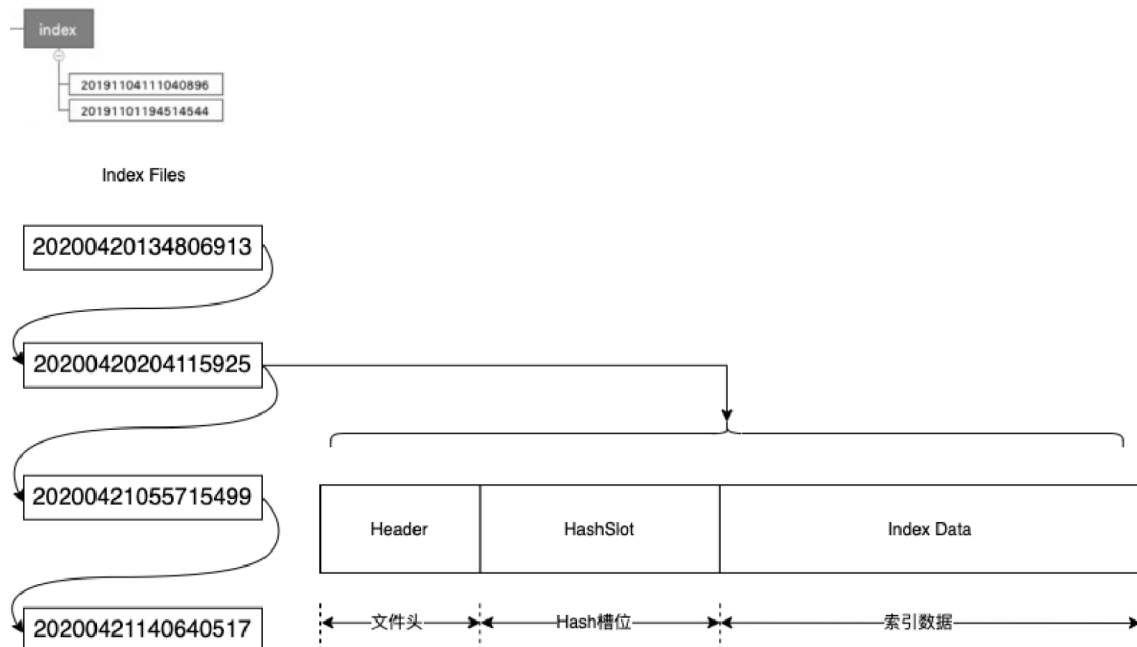 index
20191104111040896
20191101194514544
Index Files
20200420134806913
20200420204115925
20200421055715499
20200421140640517
Header
HashSlot
Index Data
文件头
Hash槽位
索引数据